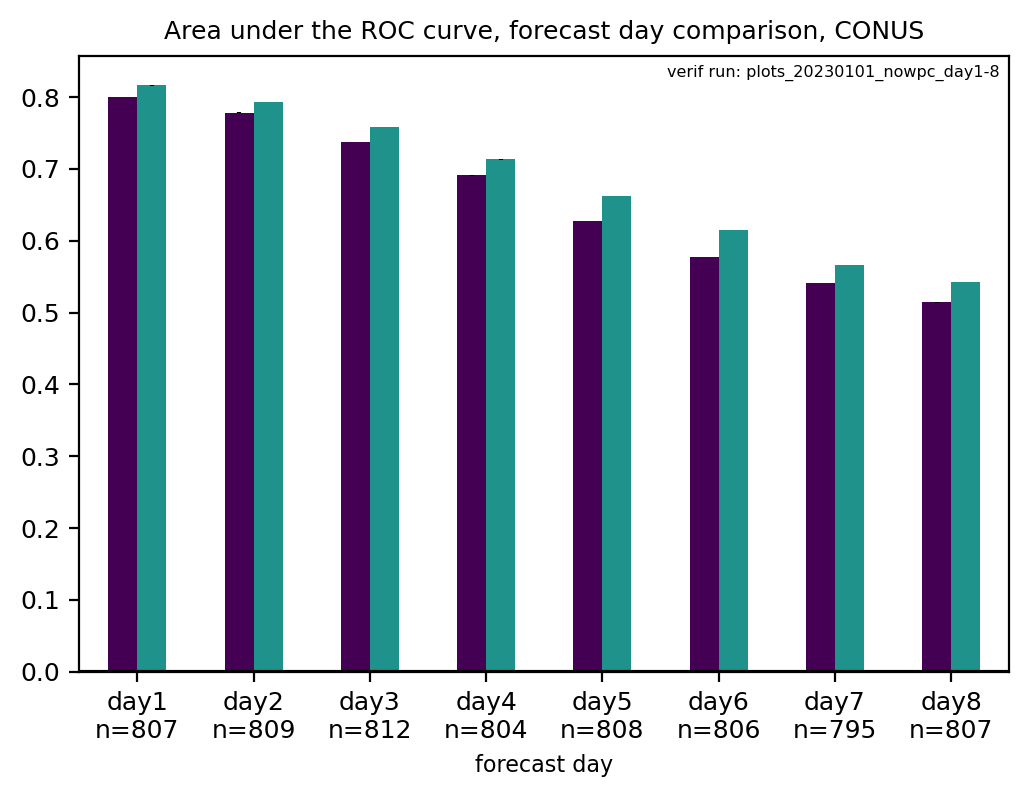 Area under the ROC curve, forecast day comparison, CONUS
verif run: plots_20230101_nowpc_day1-8
0.8
0.7
0.6
0.5
0.4
0.3
0.2
0.1
0.0
day1 day2 day3 day4 day5 day6 day7 day8
n=807 n=809 n=812 n=804 n=808 n=806 n=795 n=807
forecast day